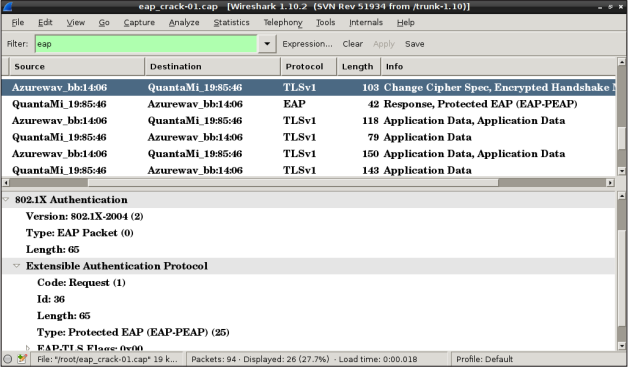 eap_crack-01.cap [Wireshark 1.10.2 (SVN Rev 51934 from /trunk-1.10)]
File Edit View Go Capture Analyze Statistics Telephony Tools Internals Help
Filter: eap Expression... Clear Apply Save
Source Destination Protocol Length Info
Azurewav_bb:14:06 QuantaMi_19:85:46 TLSv1 103 Change Cipher Spec, Encrypted Handshake M
QuantaMi_19:85:46 Azurewav_bb:14:06 EAP 42 Response, Protected EAP (EAP-PEAP)
Azurewav_bb:14:06 QuantaMi_19:85:46 TLSv1 118 Application Data, Application Data
QuantaMi_19:85:46 Azurewav_bb:14:06 TLSv1 79 Application Data
Azurewav_bb:14:06 QuantaMi_19:85:46 TLSv1 150 Application Data, Application Data
QuantaMi_19:85:46 Azurewav_bb:14:06 TLSv1 143 Application Data
802.1X Authentication
Version: 802.1X-2004 (2)
Type: EAP Packet (0)
Length: 65
Extensible Authentication Protocol
Code: Request (1)
Id: 36
Length: 65
Type: Protected EAP (EAP-PEAP) (25)
EAP-TLS Flags: 0x00
File: "/root/eap_crack-01.cap" 19 k... Packets: 94 · Displayed: 26 (27.7%) · Load time: 0:00.018 Profile: Default